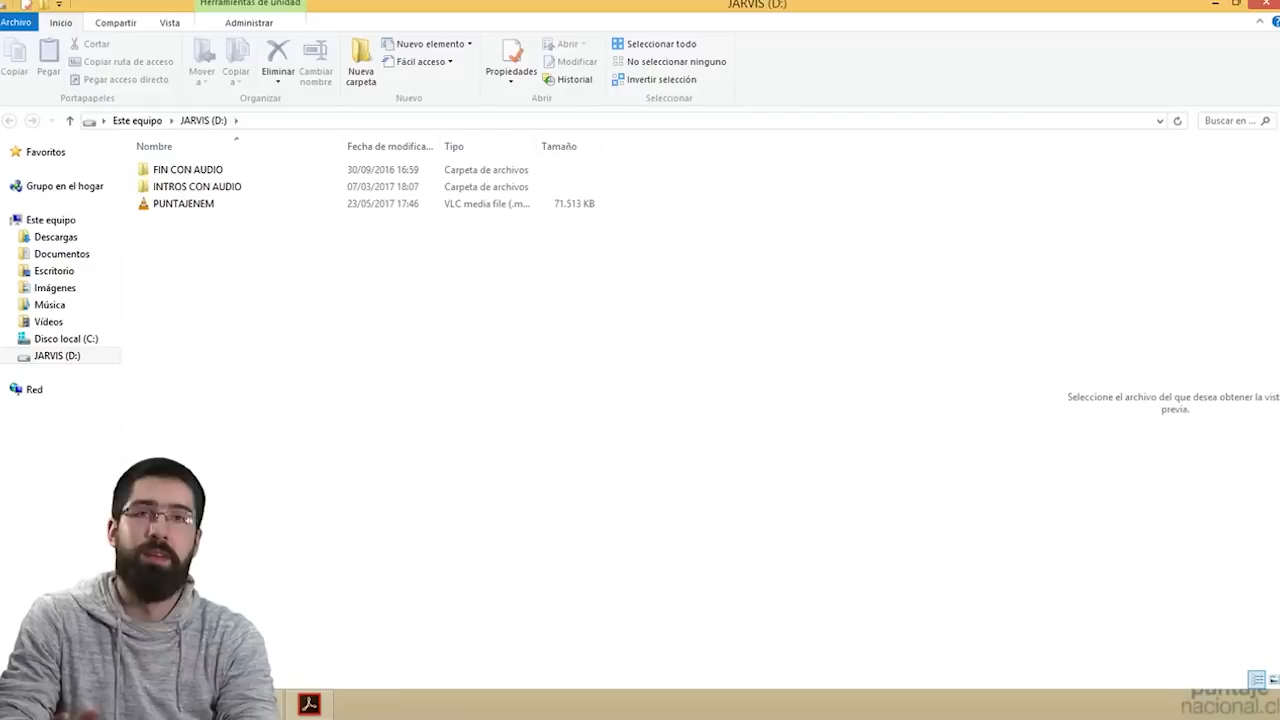 Herramientas de unidad
JARVIS (D:)
Archivo Inicio Compartir Vista Administrar
Copiar Pegar Cortar Copiar ruta de acceso Pegar acceso directo
Portapapeles
Mover a Copiar a Eliminar Cambiar nombre
Organizar
Nueva carpeta Nuevo elemento Fácil acceso
Nuevo
Propiedades Abrir Modificar Historial
Abrir
Seleccionar todo
No seleccionar ninguno
Invertir selección
Seleccionar
Este equipo JARVIS (D:) Buscar en ...
Nombre Fecha de modifica... Tipo Tamaño
FIN CON AUDIO 30/09/2016 16:59 Carpeta de archivos
INTROS CON AUDIO 07/03/2017 18:07 Carpeta de archivos
PUNTAJENEM 23/05/2017 17:46 VLC media file (.m... 71.513 KB
Favoritos
Grupo en el hogar
Este equipo
Descargas
Documentos
Escritorio
Imágenes
Música
Vídeos
Disco local (C:)
JARVIS (D:)
Red
Seleccione el archivo del que desea obtener la vist
previa.
puntaje
nacional.cl